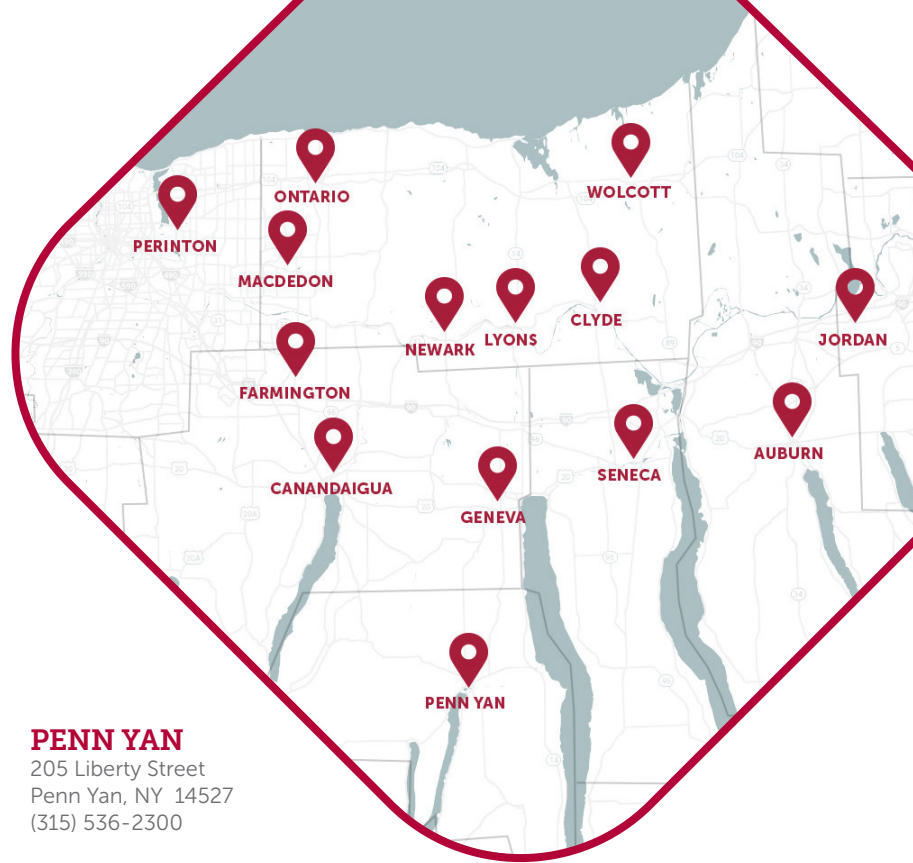 ONTARIO
WOLCOTT
PERINTON
MACDEDON
CLYDE
NEWARK
LYONS
JORDAN
FARMINGTON
AUBURN
SENECA
CANANDAIGUA
GENEVA
PENN YAN
PENN YAN
205 Liberty Street
Penn Yan, NY 14527
(315) 536-2300